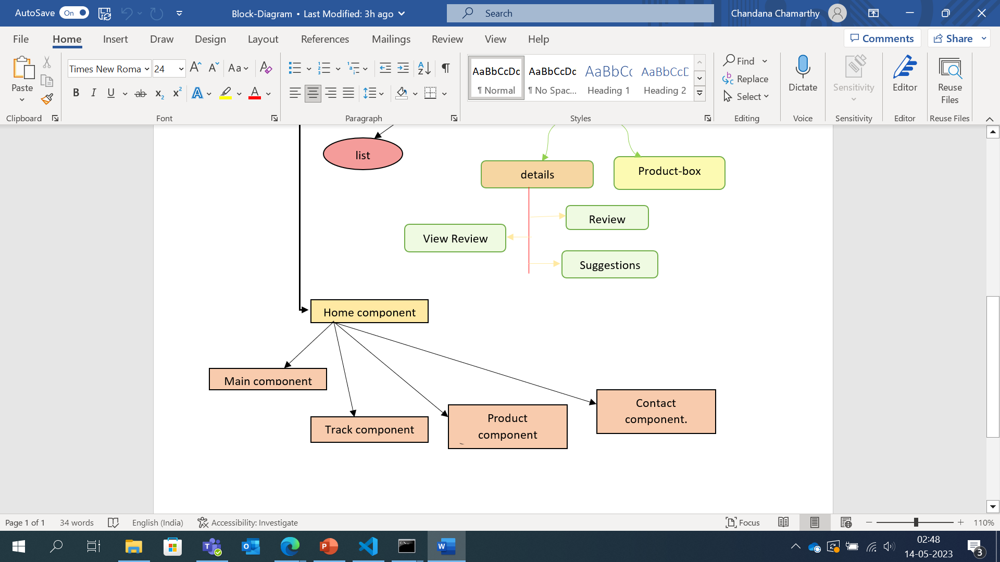 AutoSave On
Block-Diagram • Last Modified: 3h ago
Search
Chandana Chamarthy
File Home Insert Draw Design Layout References Mailings Review View Help
Comments
Share
Paste
Clipboard
Times New Roma 24
Font
Paragraph
AaBbCcDc AaBbCcDc AaBbCc AaBbCcD
¶ Normal ¶ No Spac... Heading 1 Heading 2
Styles
Find
Replace
Select
Editing
Dictate
Voice
Sensitivity
Sensitivity
Editor
Editor
Reuse
Files
Reuse Files
list
details
Product-box
Review
View Review
Suggestions
Home component
Main component
Track component
Product
component
Contact
component.
Page 1 of 1 34 words English (India) Accessibility: Investigate Focus 110%
02:48
14-05-2023
3